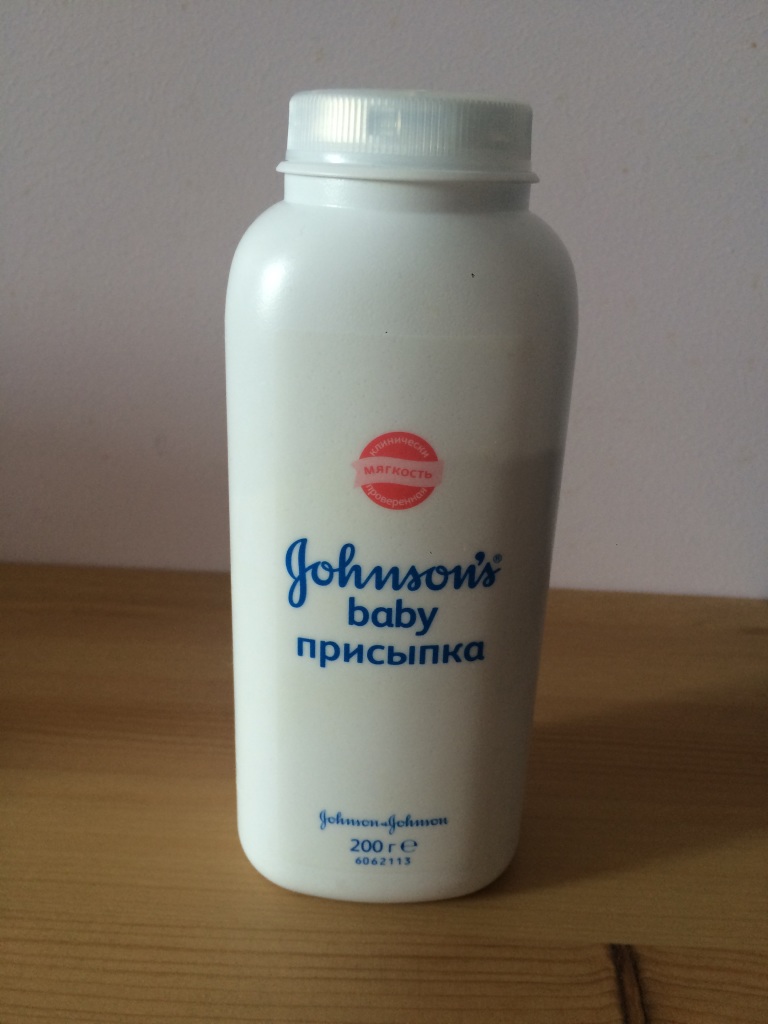 клинически
мягкость
проверенная
Johnson's®
baby
присыпка
Johnson & Johnson
200 г ℮
6062113